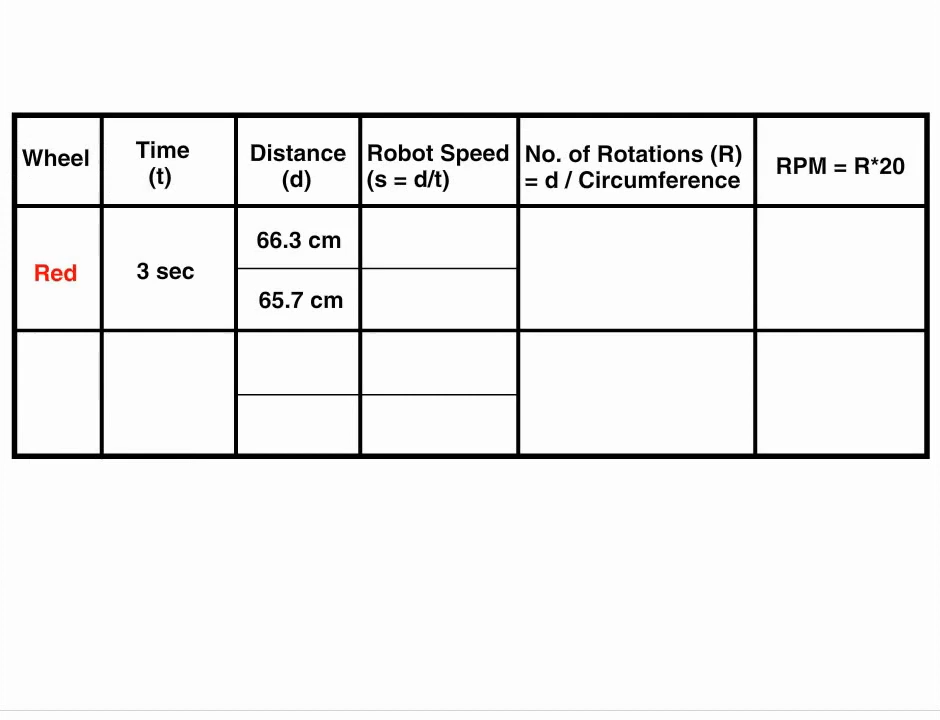 Wheel
Time
(t)
Distance
(d)
Robot Speed
(s = d/t)
No. of Rotations (R)
= d / Circumference
RPM = R*20
Red
3 sec
66.3 cm
65.7 cm